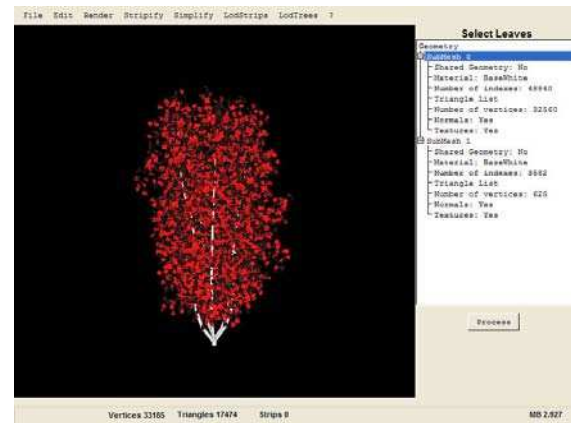 File Edit Render Stripify Simplify LodStrips LodTrees ?
Select Leaves
Geometry
SubMesh 0
Shared Geometry: No
Material: BaseWhite
Number of indexes: 48840
Triangle List
Number of vertices: 32560
Normals: Yes
Textures: Yes
SubMesh 1
Shared Geometry: No
Material: BaseWhite
Number of indexes: 3582
Triangle List
Number of vertices: 625
Normals: Yes
Textures: Yes
Process
Vertices 33185 Triangles 17474 Strips 0 MB 2.927